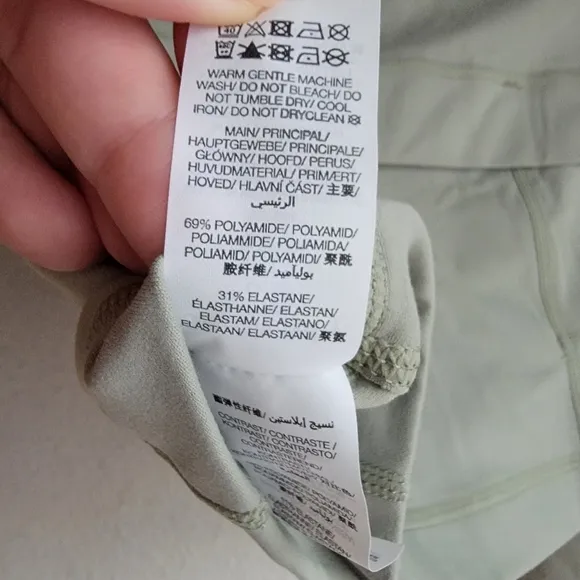 WARM GENTLE MACHINE
WASH/ DO NOT BLEACH/ DO
NOT TUMBLE DRY/ COOL
IRON/ DO NOT DRYCLEAN
MAIN/ PRINCIPAL/
HAUPTGEWEBE/ PRINCIPALE/
GŁÓWNY/ HOOFD/ PERUS/
HUVUDMATERIAL/ PRIMÆRT/
HOVED/ HLAVNÍ ČÁST/ 主要/
الرئيسي
69% POLYAMIDE/ POLYAMID/
POLIAMMIDE/ POLIAMIDA/
POLIAMID/ POLYAMIDI/ 聚酰
胺纤维/ بولياميد/
31% ELASTANE/
ÉLASTHANNE/ ELASTAN/
ELASTAM/ ELASTANO/
ELASTAAN/ ELASTAANI/ 聚氨
酯弹性纤维/ نسيج إيلاستين/
CONTRAST/ CONTRASTE/
KONTRAST/ CONTRASTO/